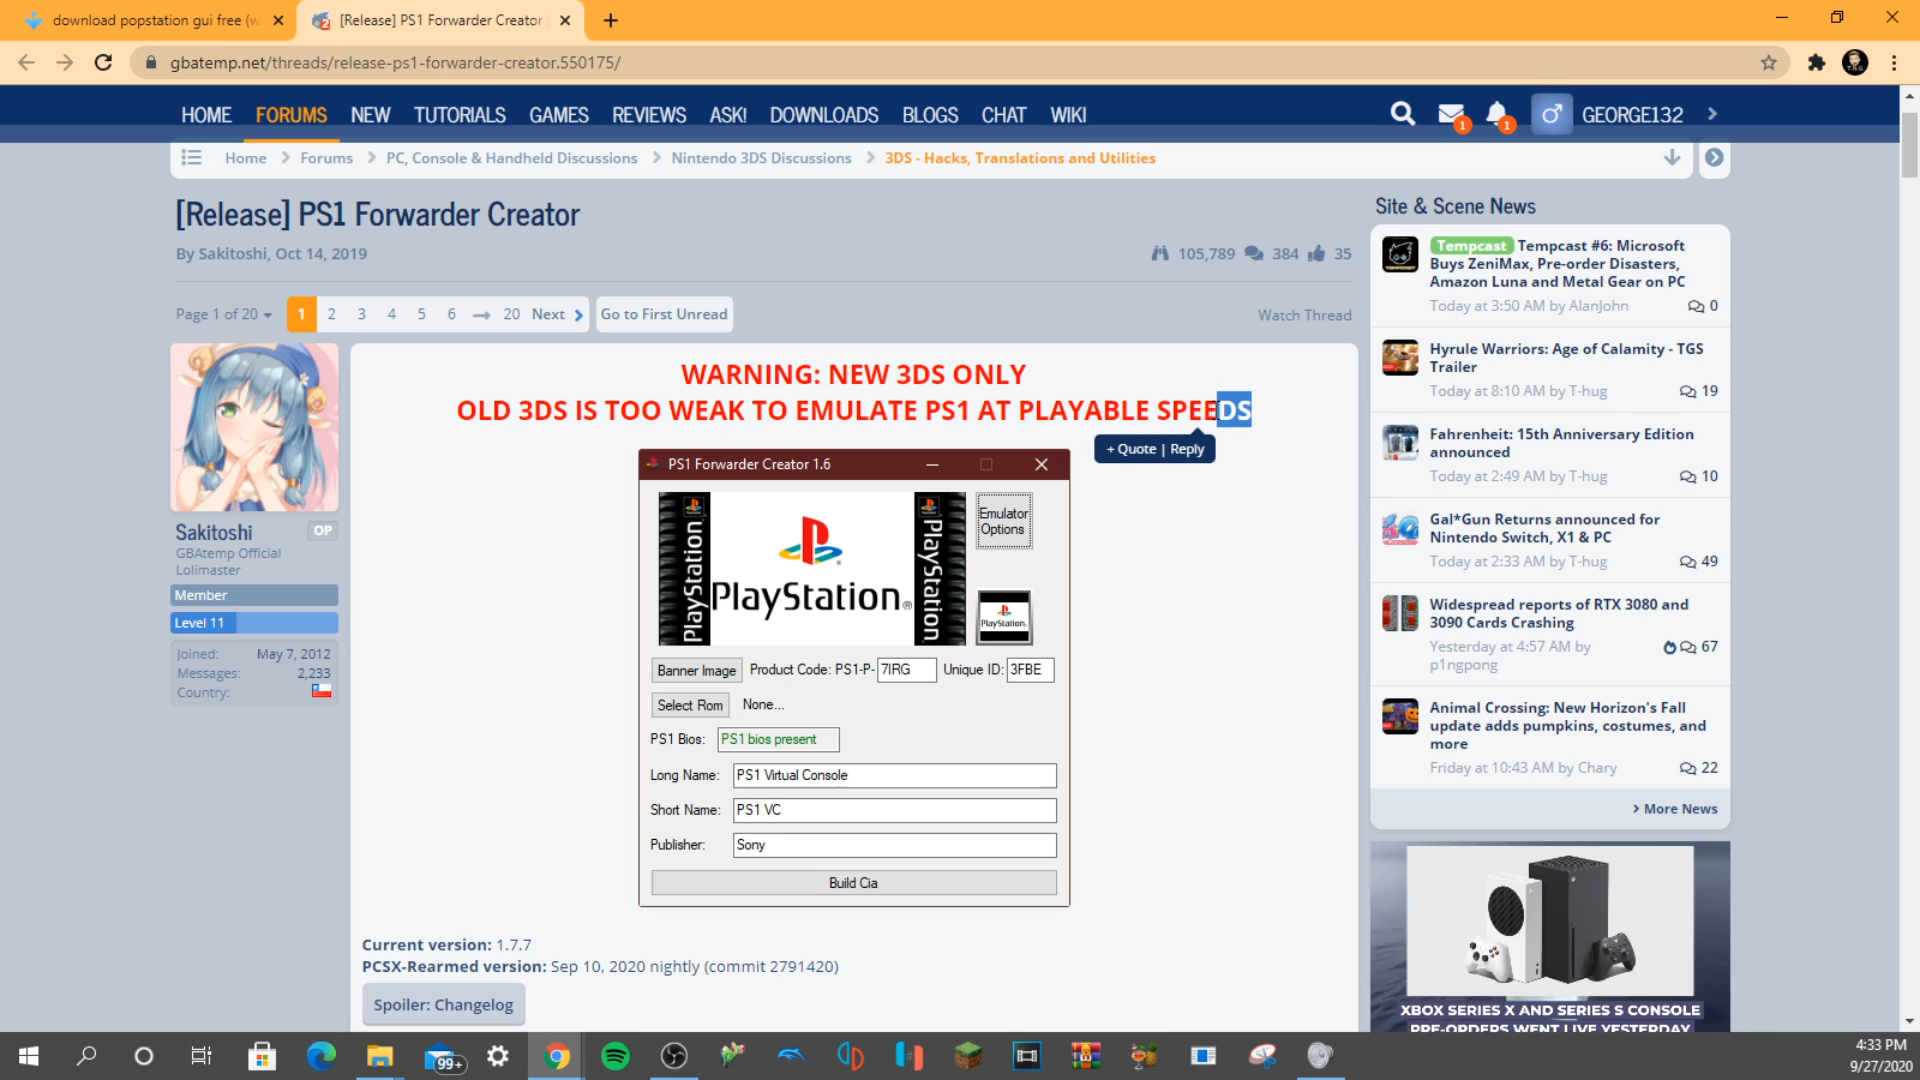 download popstation gui free (w
[Release] PS1 Forwarder Creator
gbatemp.net/threads/release-ps1-forwarder-creator.550175/
HOME FORUMS NEW TUTORIALS GAMES REVIEWS ASK! DOWNLOADS BLOGS CHAT WIKI
1 1 GEORGE132
Home Forums PC, Console & Handheld Discussions Nintendo 3DS Discussions 3DS - Hacks, Translations and Utilities
[Release] PS1 Forwarder Creator
By Sakitoshi, Oct 14, 2019
105,789 384 35
Page 1 of 20 1 2 3 4 5 6 → 20 Next Go to First Unread
Watch Thread
Sakitoshi OP
GBAtemp Official
Lolimaster
Member
Level 11
Joined: May 7, 2012
Messages: 2,233
Country:
WARNING: NEW 3DS ONLY
OLD 3DS IS TOO WEAK TO EMULATE PS1 AT PLAYABLE SPEEDS
+ Quote | Reply
PS1 Forwarder Creator 1.6
PlayStation
PlayStation®
PlayStation
Emulator
Options
PlayStation.
Banner Image Product Code: PS1-P- 7IRG Unique ID: 3FBE
Select Rom None...
PS1 Bios: PS1 bios present
Long Name: PS1 Virtual Console
Short Name: PS1 VC
Publisher: Sony
Build Cia
Current version: 1.7.7
PCSX-Rearmed version: Sep 10, 2020 nightly (commit 2791420)
Spoiler: Changelog
Site & Scene News
Tempcast Tempcast #6: Microsoft
Buys ZeniMax, Pre-order Disasters,
Amazon Luna and Metal Gear on PC
Today at 3:50 AM by AlanJohn 0
Hyrule Warriors: Age of Calamity - TGS
Trailer
Today at 8:10 AM by T-hug 19
Fahrenheit: 15th Anniversary Edition
announced
Today at 2:49 AM by T-hug 10
Gal*Gun Returns announced for
Nintendo Switch, X1 & PC
Today at 2:33 AM by T-hug 49
Widespread reports of RTX 3080 and
3090 Cards Crashing
Yesterday at 4:57 AM by
p1ngpong 67
Animal Crossing: New Horizon's Fall
update adds pumpkins, costumes, and
more
Friday at 10:43 AM by Chary 22
> More News
XBOX SERIES X AND SERIES S CONSOLE
PRE-ORDERS WENT LIVE YESTERDAY
99+
4:33 PM
9/27/2020